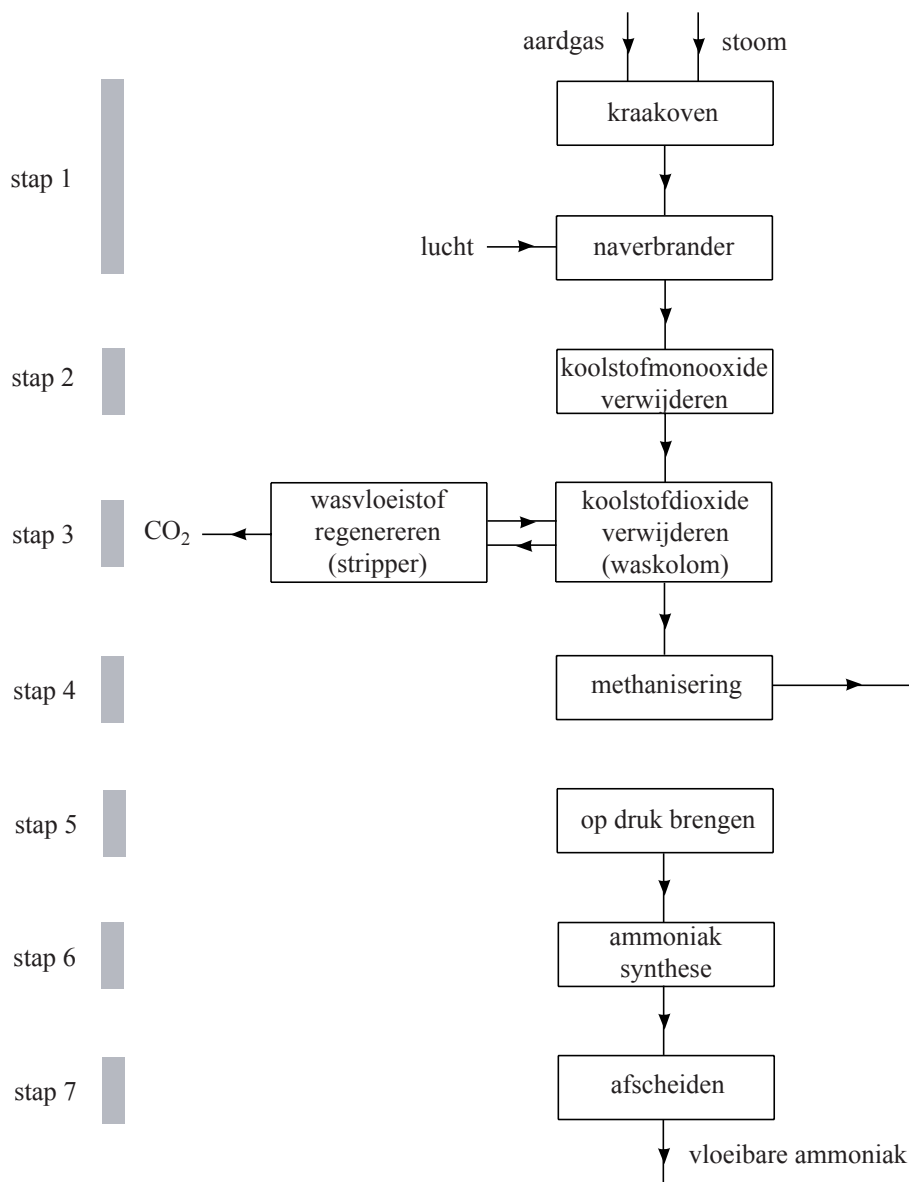 aardgas
stoom
kraakoven
stap 1
lucht
naverbrander
stap 2
koolstofmonooxide
verwijderen
stap 3
CO₂
wasvloeistof
regenereren
(stripper)
koolstofdioxide
verwijderen
(waskolom)
stap 4
methanisering
stap 5
op druk brengen
stap 6
ammoniak
synthese
stap 7
afscheiden
vloeibare ammoniak